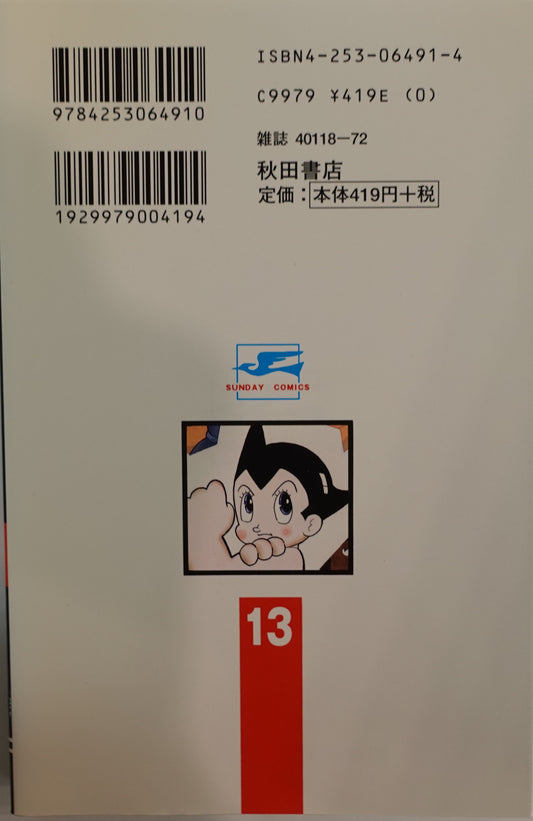 9784253064910
1929979004194
ISBN4-253-06491-4
C9979 ¥419E (0)
雑誌 40118-72
秋田書店
定価：本体419円+税
SUNDAY COMICS
13